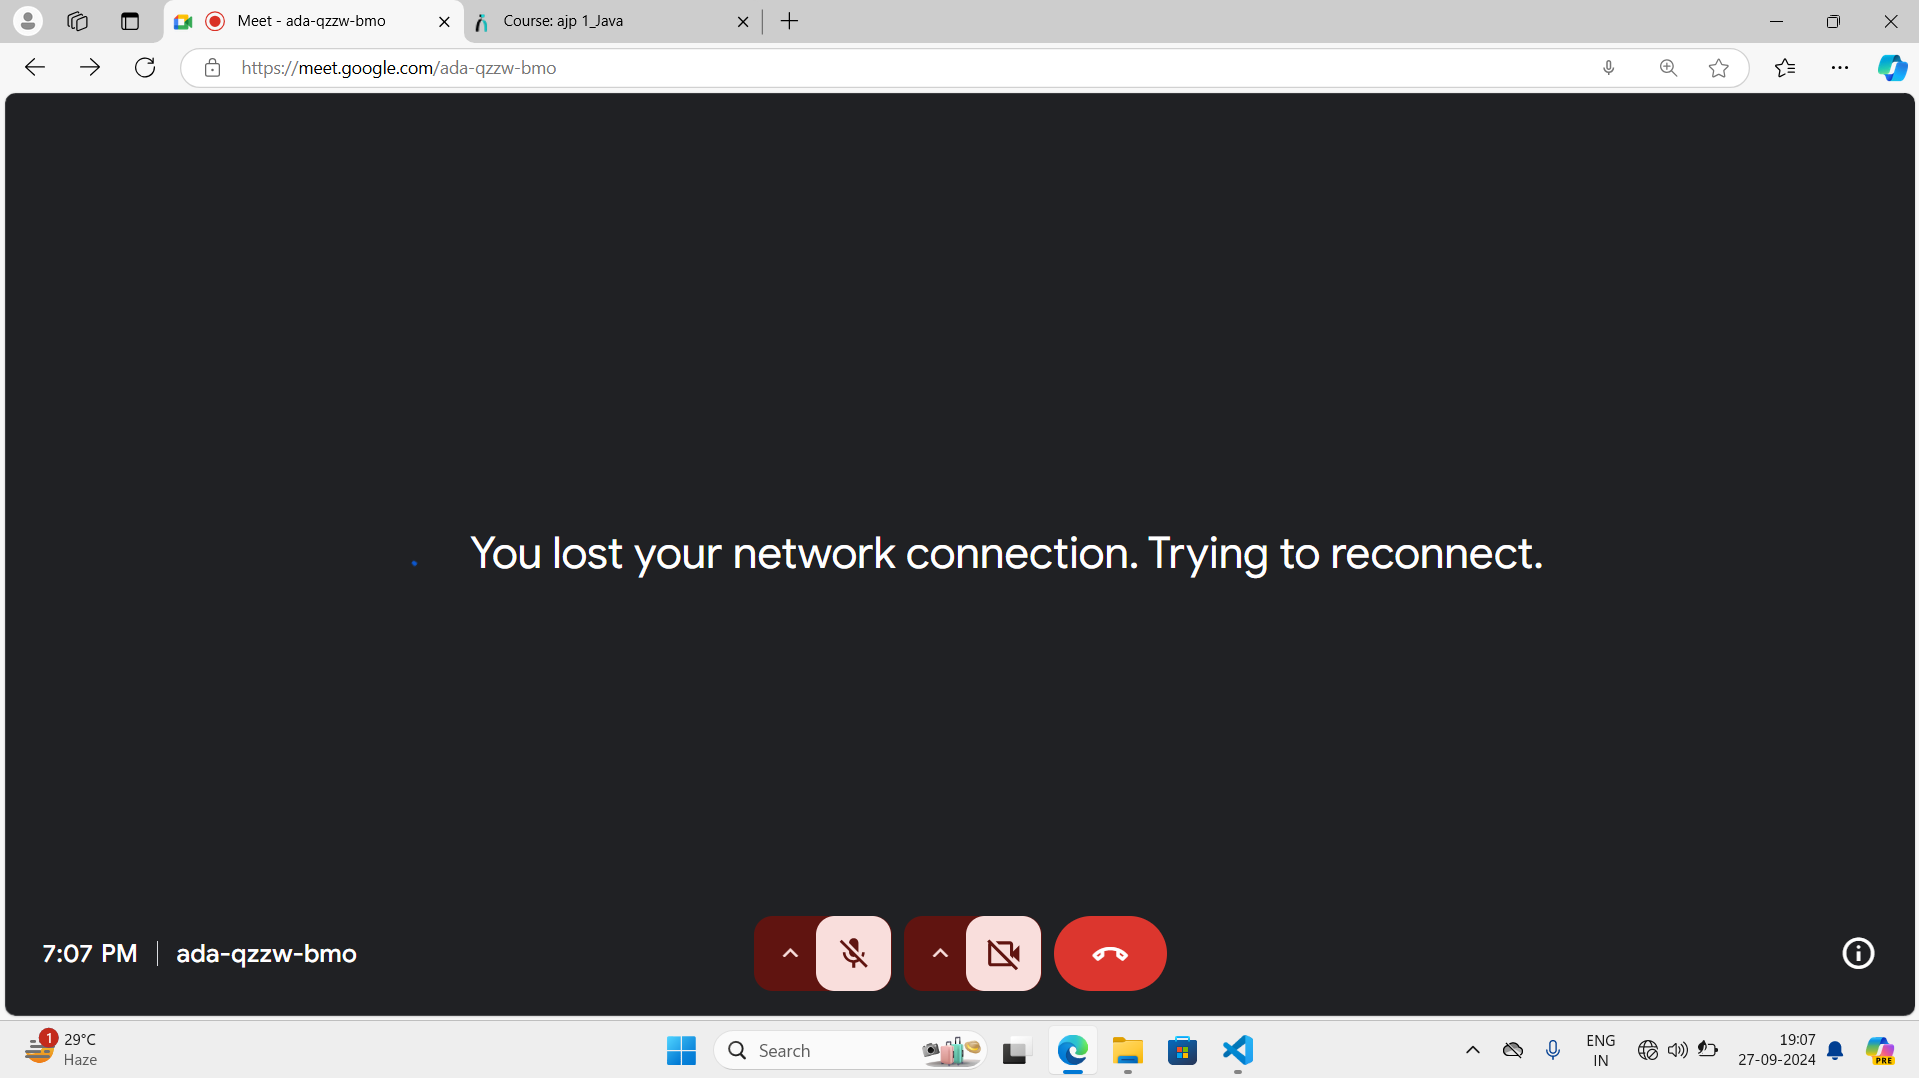 Meet - ada-qzzw-bmo
Course: ajp 1_Java
https://meet.google.com/ada-qzzw-bmo
You lost your network connection. Trying to reconnect.
7:07 PM
ada-qzzw-bmo
1
29°C
Haze
Search
ENG
IN
19:07
27-09-2024
PRE